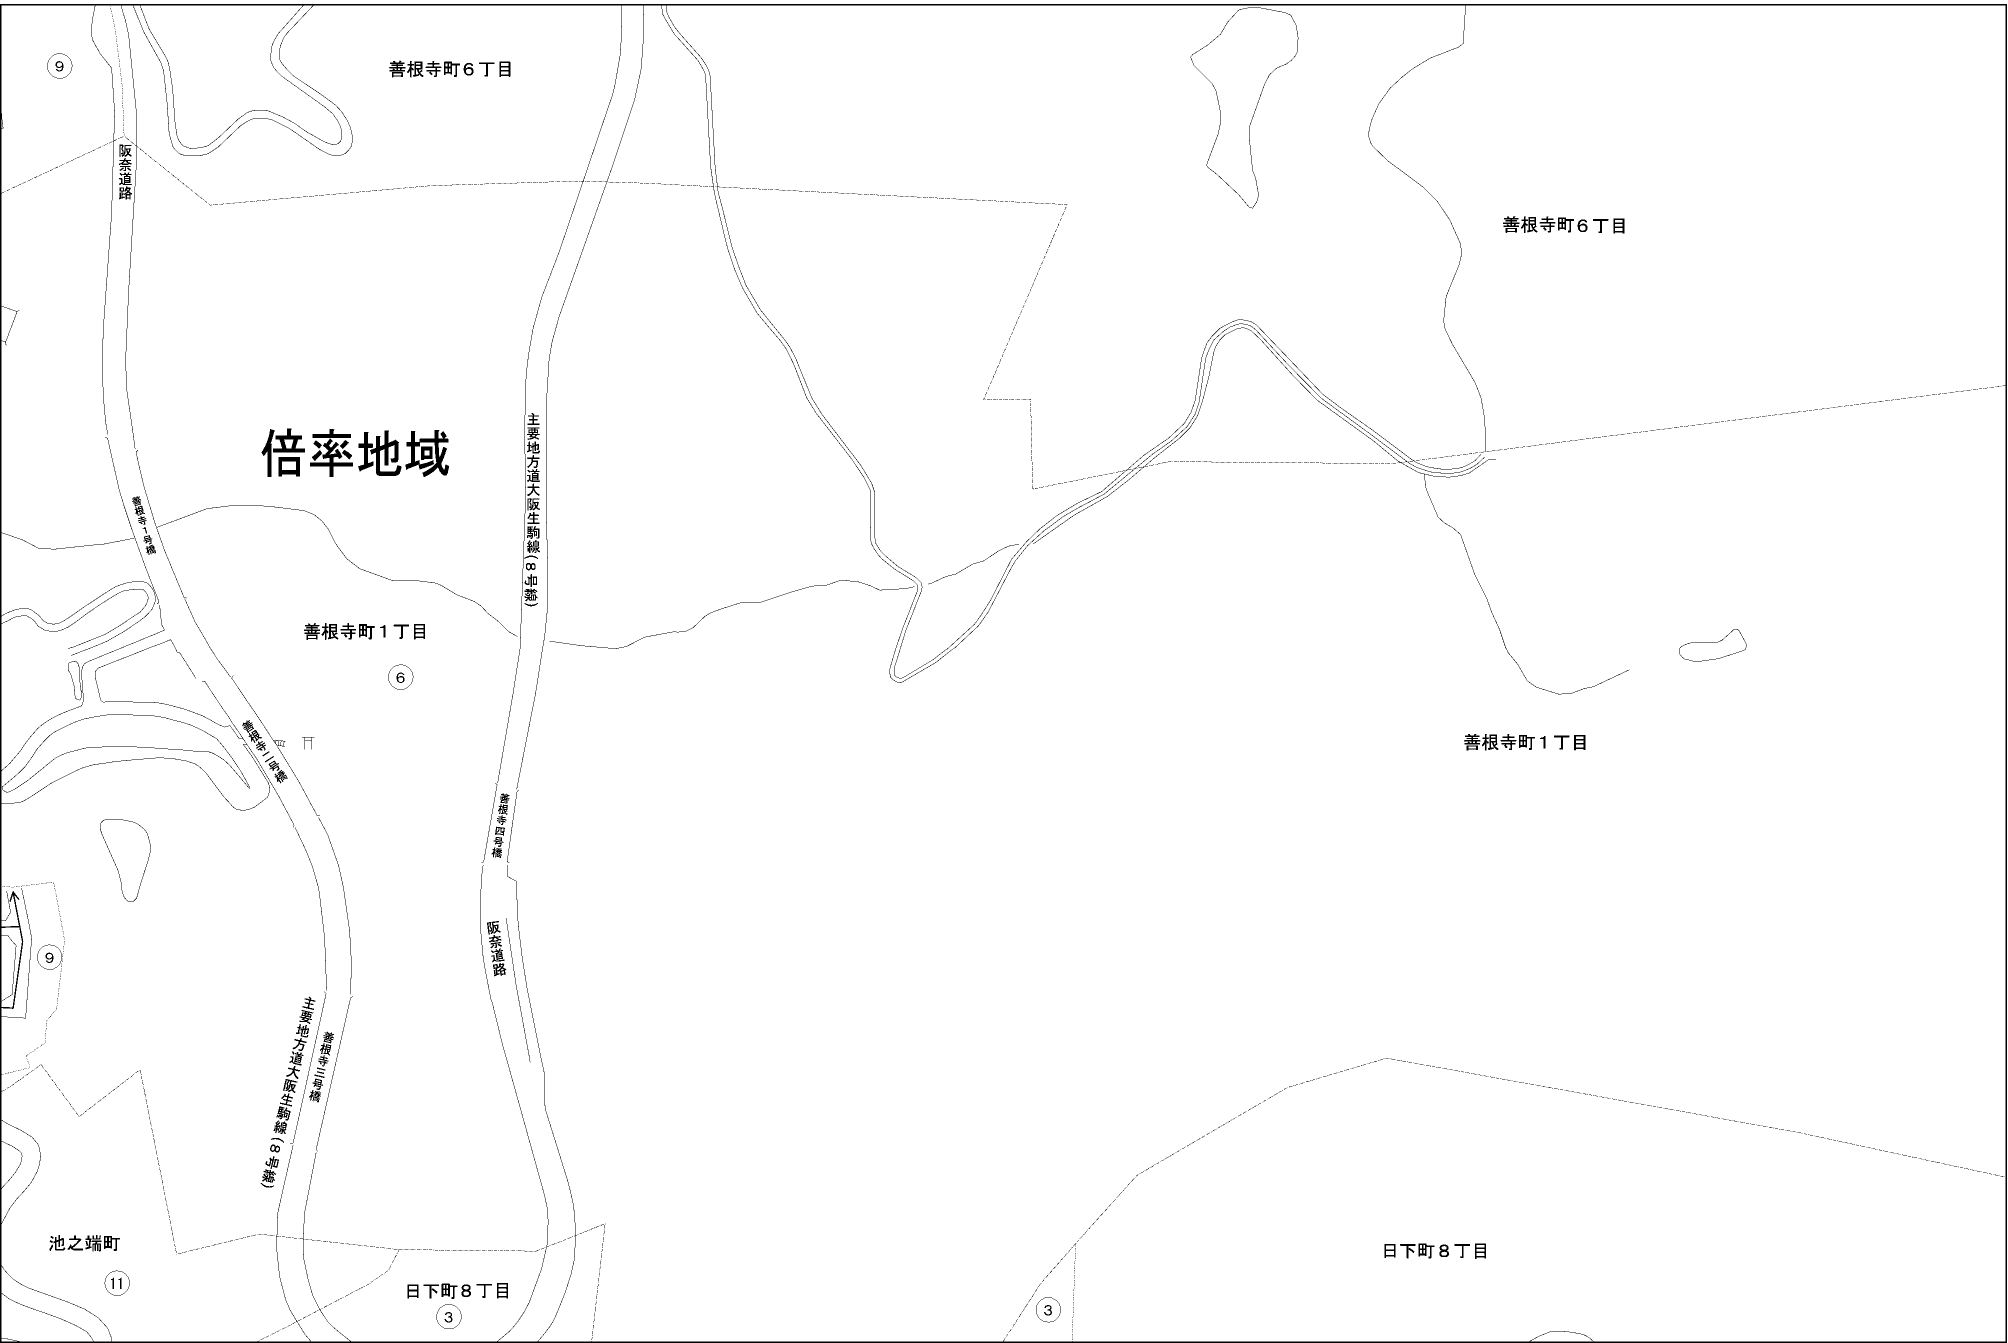 9
善根寺町6丁目
阪奈道路
善根寺町6丁目
倍率地域
主要地方道大阪生駒線(8号線)
善根寺1号橋
善根寺町1丁目
6
善根寺二号橋
善根寺町1丁目
善根寺四号橋
阪奈道路
9
主要地方道大阪生駒線(8号線)
善根寺三号橋
池之端町
11
日下町8丁目
3
日下町8丁目
3